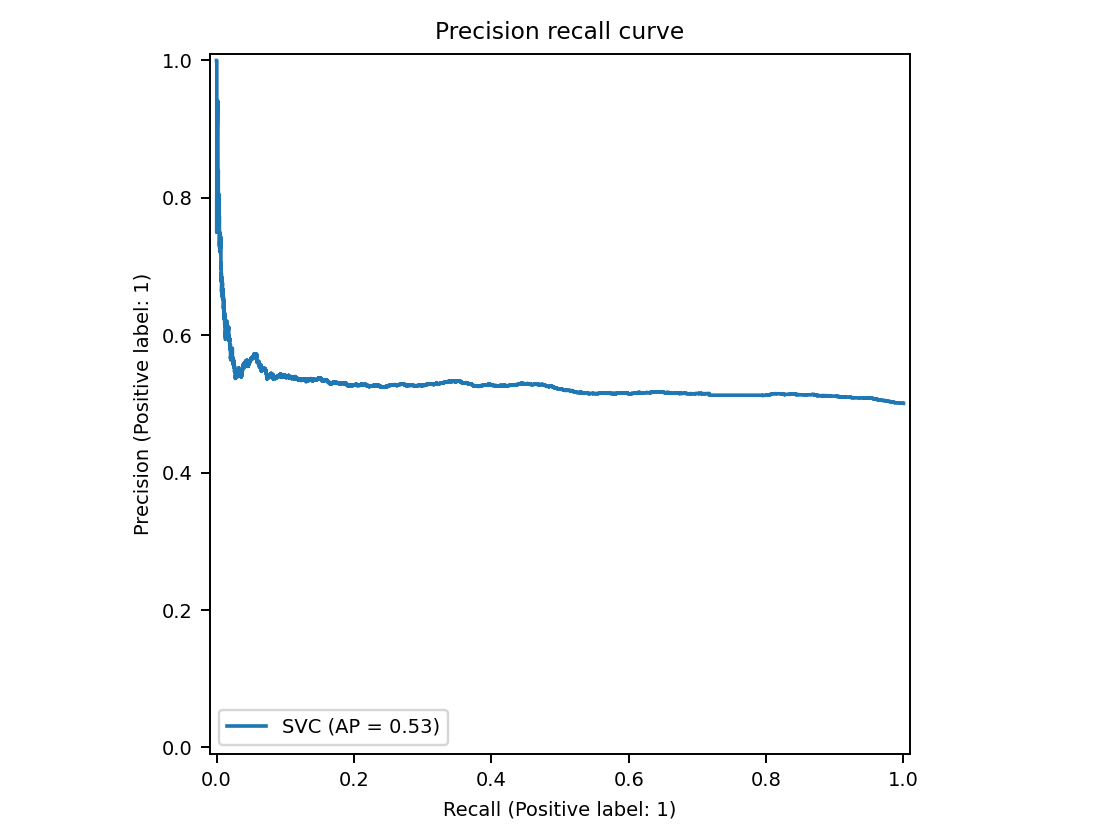 Precision recall curve
1.0
0.8
0.6
0.4
0.2
0.0
Precision (Positive label: 1)
SVC (AP = 0.53)
0.0 0.2 0.4 0.6 0.8 1.0
Recall (Positive label: 1)